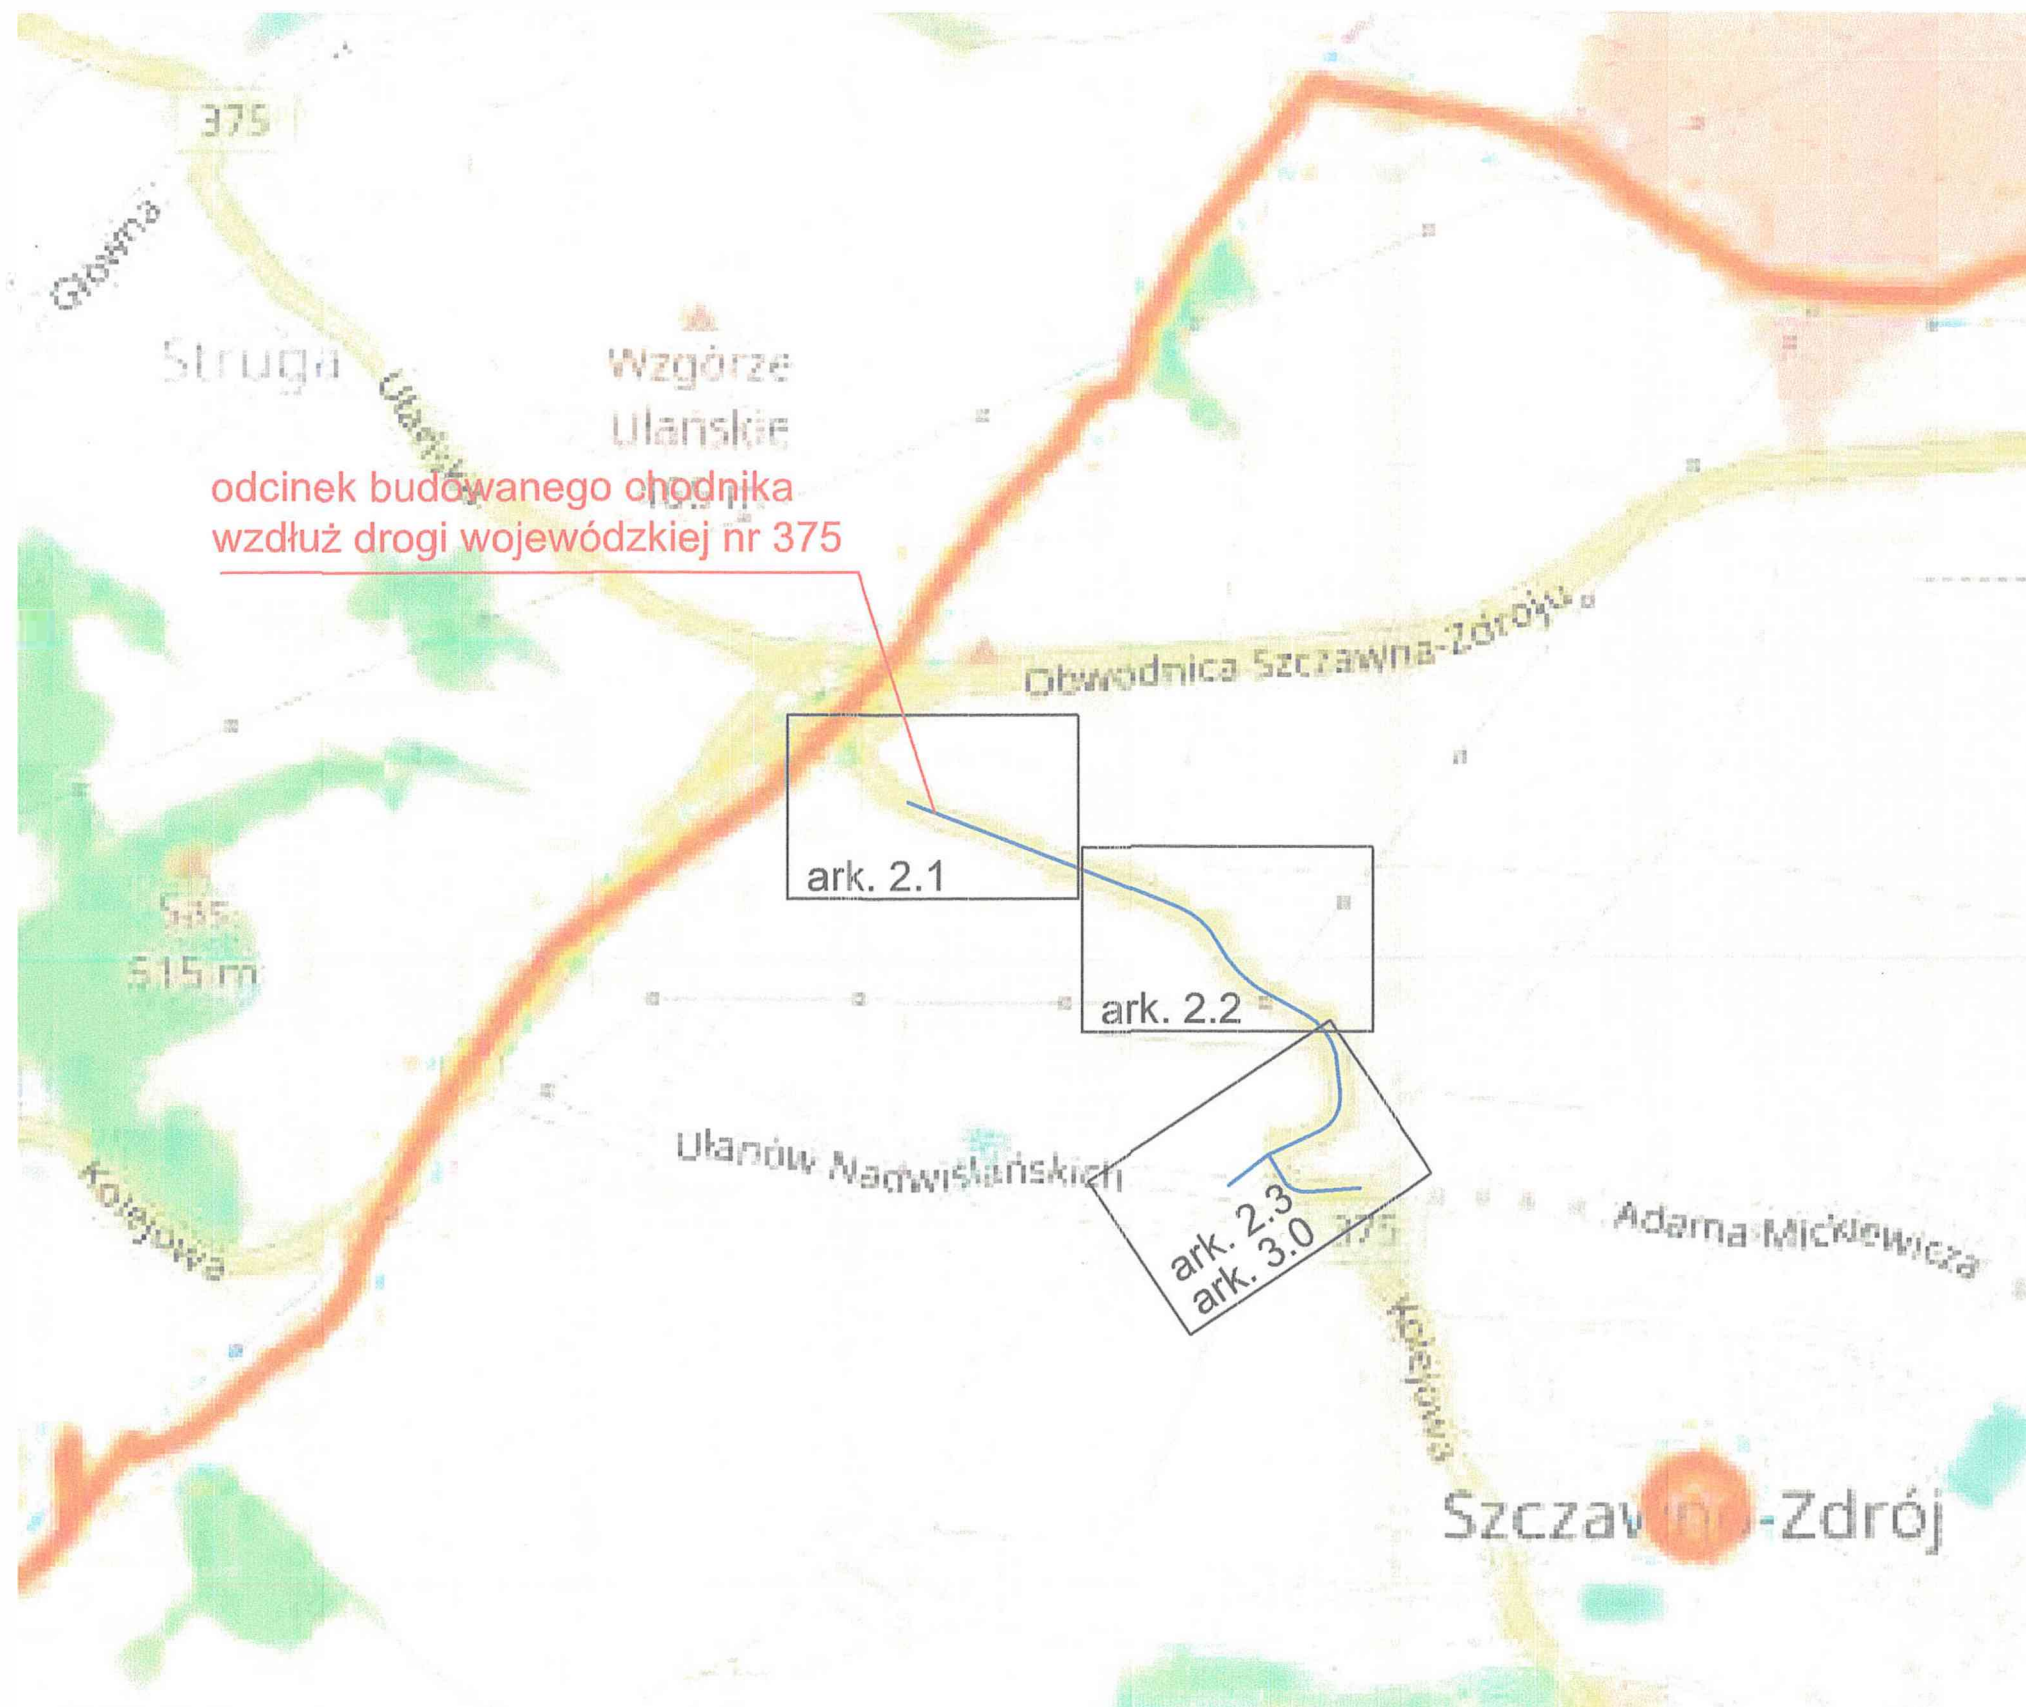 375
Główna
Struga
Ułańska
Wzgórze
Ułańskie
odcinek budowanego chodnika
wzdłuż drogi wojewódzkiej nr 375
Obwodnica Szczawna-Zdroju
ark. 2.1
515 m
ark. 2.2
Ułanów Nadwiślańskich
ark. 2.3
ark. 3.0
375
Adama Mickiewicza
Kolejowa
Kolejowa
Szczawno-Zdrój